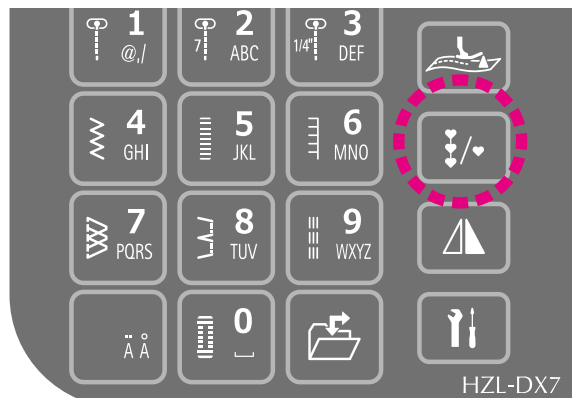 1 2 3
@,/ 7 ABC 1/4" DEF
4 5 6
GHI JKL MNO
7 8 9
PQRS TUV WXYZ
0
Ä Å
HZL-DX7